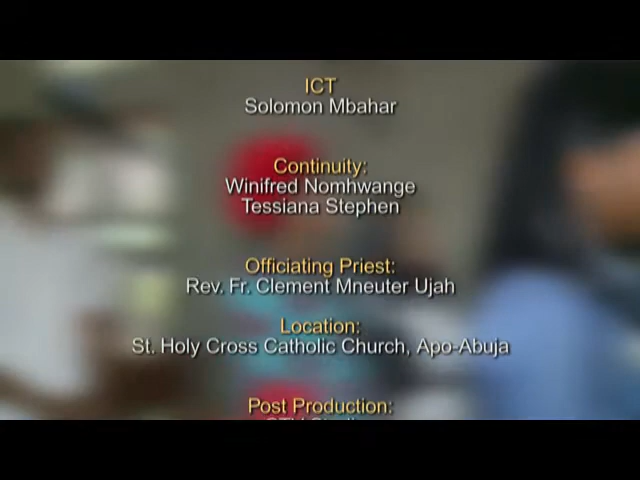 ICT
Solomon Mbahar
Continuity:
Winifred Nomhwange
Tessiana Stephen
Officiating Priest:
Rev. Fr. Clement Mneuter Ujah
Location:
St. Holy Cross Catholic Church, Apo-Abuja
Post Production: